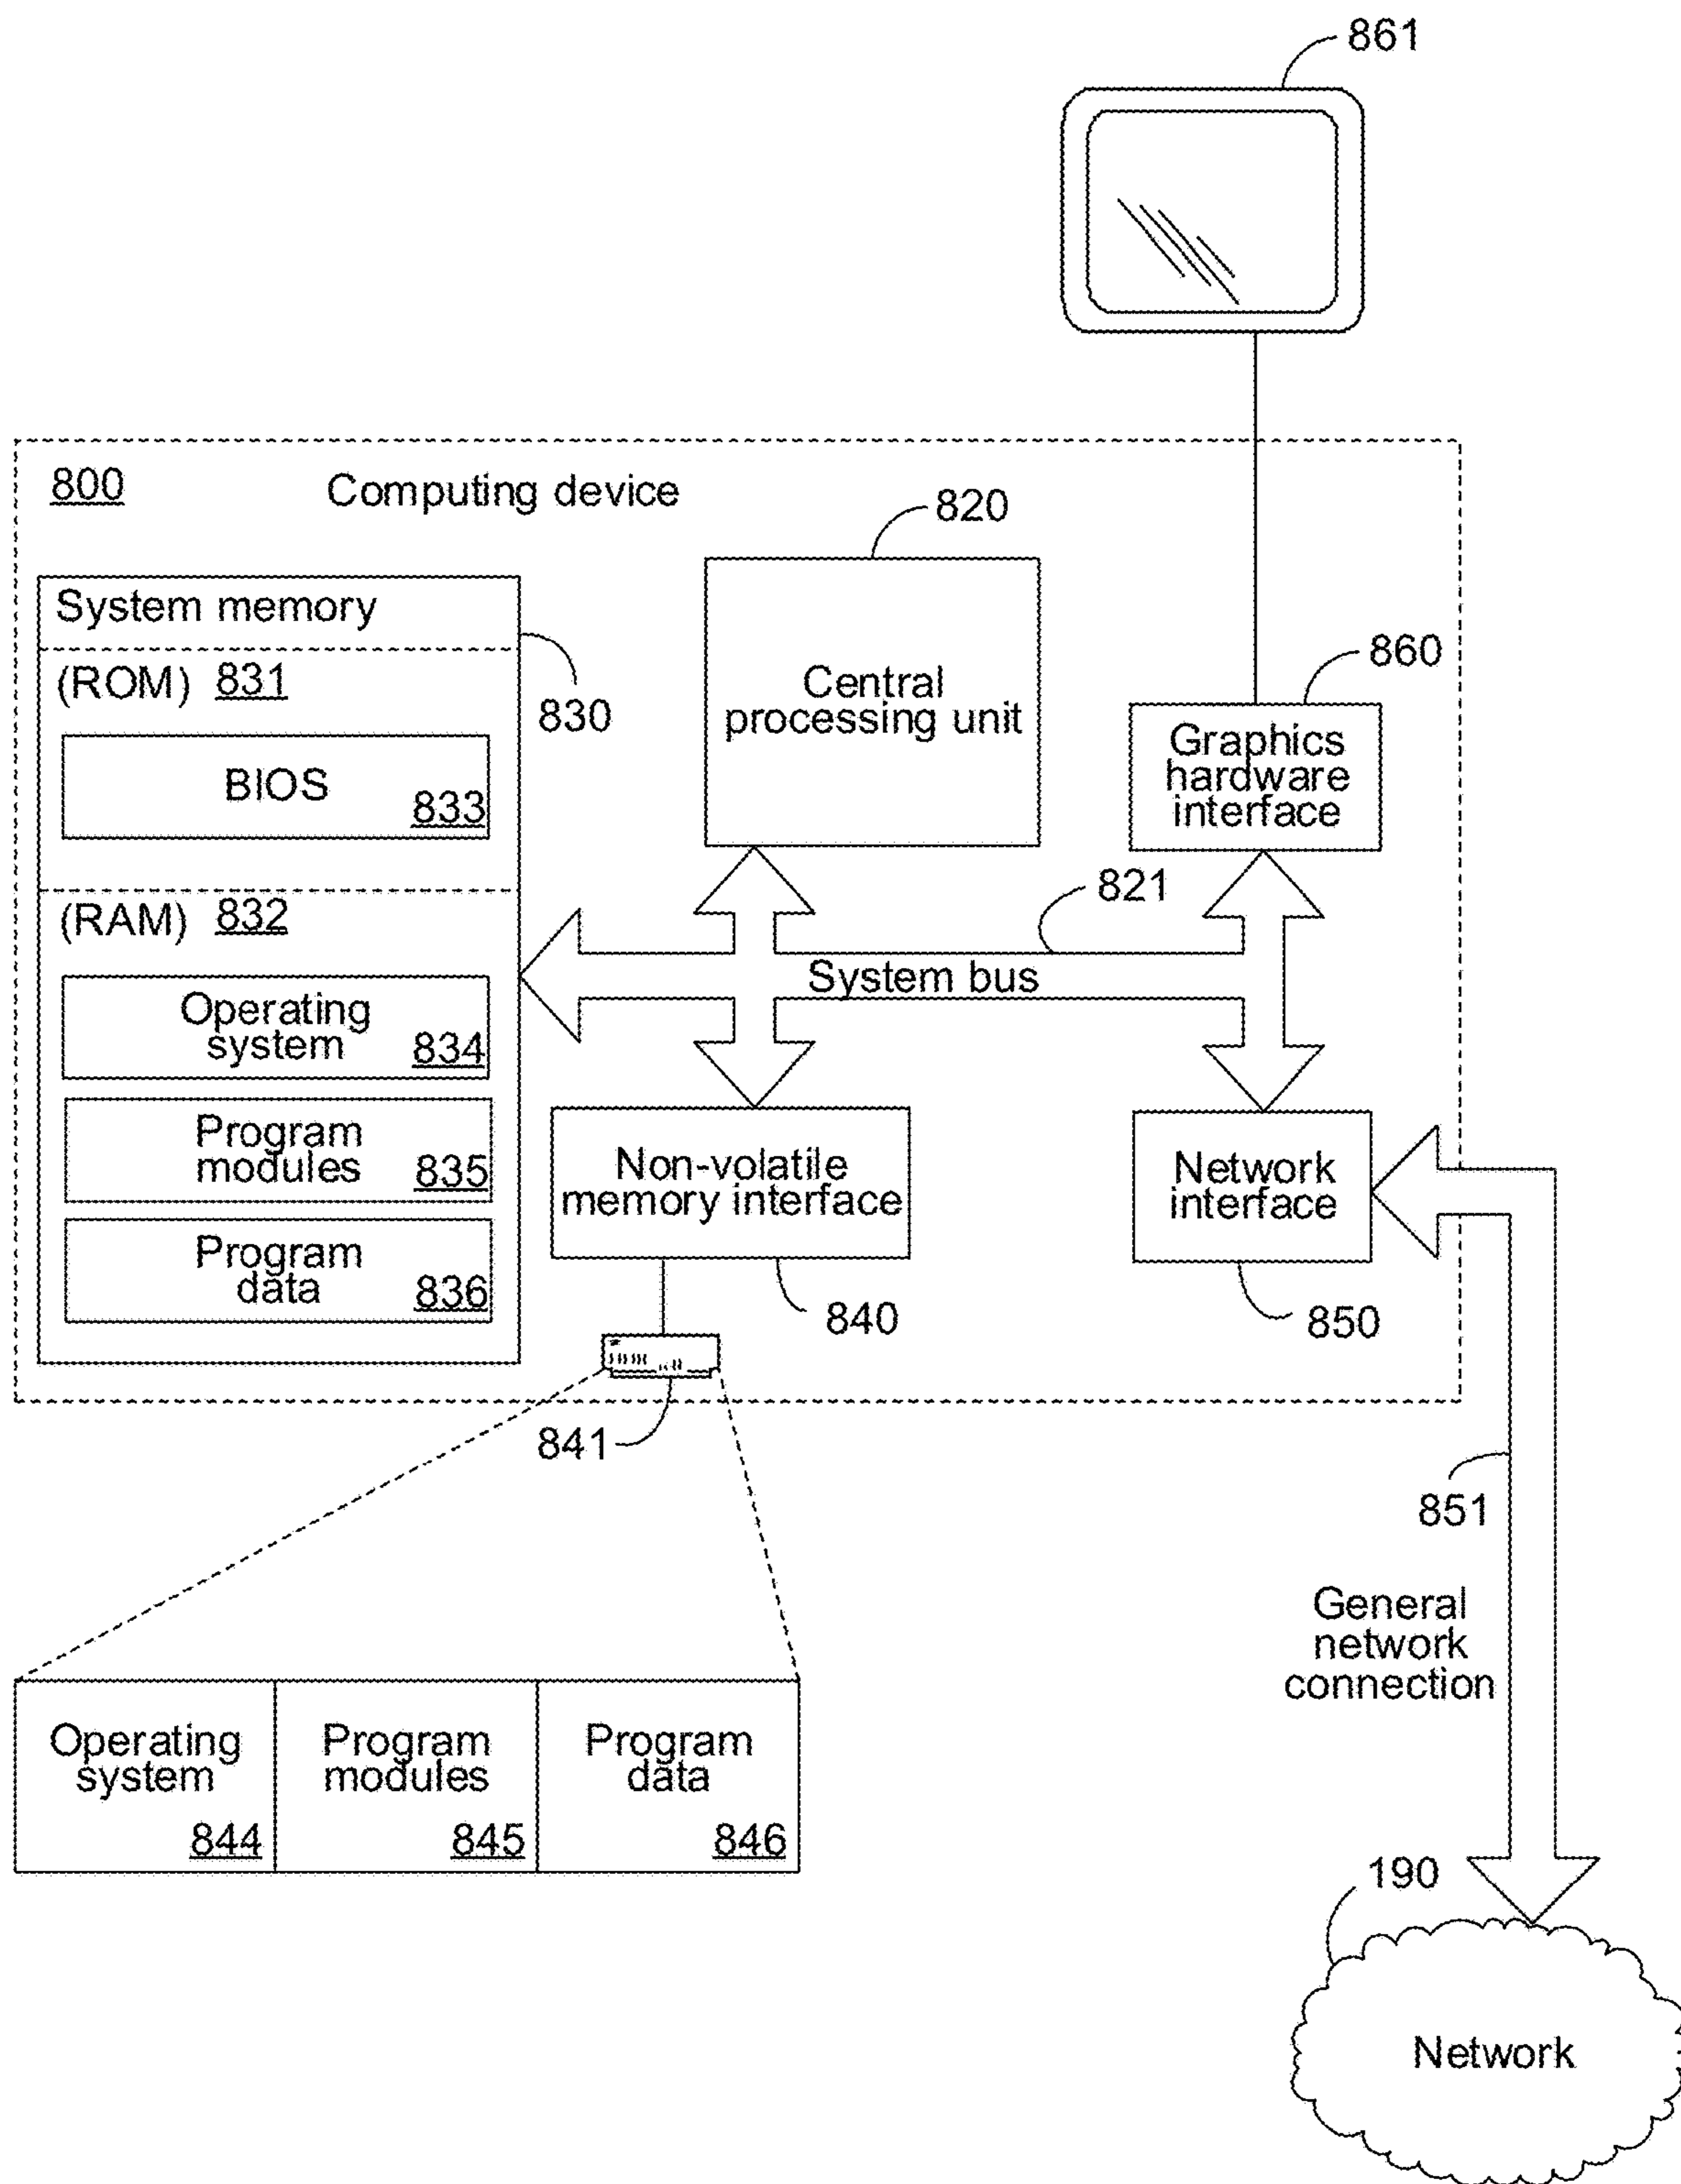 861
800
Computing device
820
System memory
(ROM) 831
830
BIOS
833
Central
processing unit
860
Graphics
hardware
interface
821
(RAM) 832
System bus
Operating
system
834
Program
modules
835
Program
data
836
Non-volatile
memory interface
840
841
Network
interface
850
851
General
network
connection
Operating
system
844
Program
modules
845
Program
data
846
190
Network